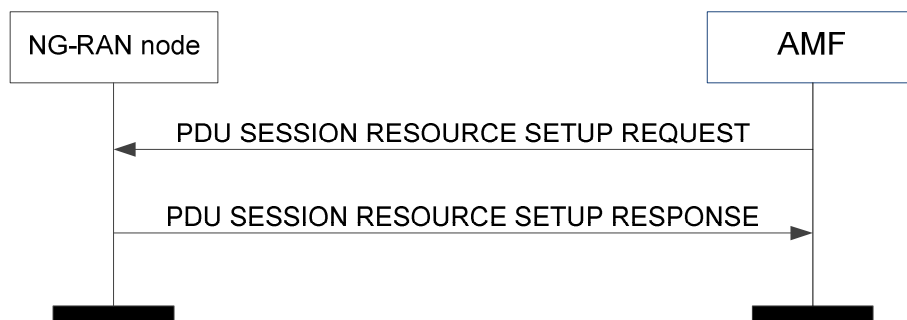 NG-RAN node
AMF
PDU SESSION RESOURCE SETUP REQUEST
PDU SESSION RESOURCE SETUP RESPONSE